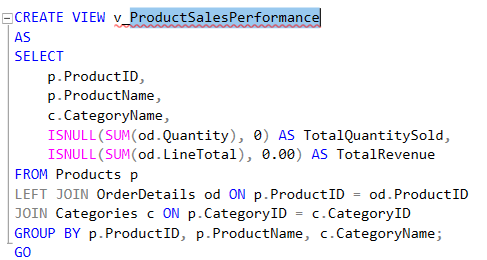 CREATE VIEW v_ProductSalesPerformance
AS
SELECT
    p.ProductID,
    p.ProductName,
    c.CategoryName,
    ISNULL(SUM(od.Quantity), 0) AS TotalQuantitySold,
    ISNULL(SUM(od.LineTotal), 0.00) AS TotalRevenue
FROM Products p
LEFT JOIN OrderDetails od ON p.ProductID = od.ProductID
JOIN Categories c ON p.CategoryID = c.CategoryID
GROUP BY p.ProductID, p.ProductName, c.CategoryName;
GO